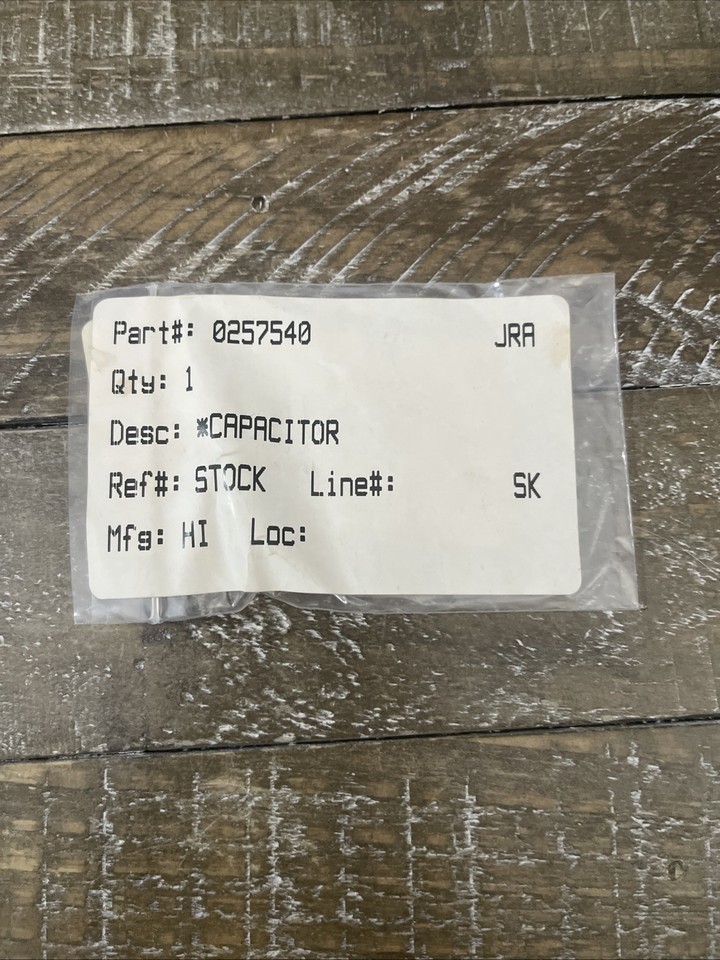 Part#: 0257540 JRA
Qty: 1
Desc: *CAPACITOR
Ref#: STOCK Line#: SK
Mfg: HI Loc: